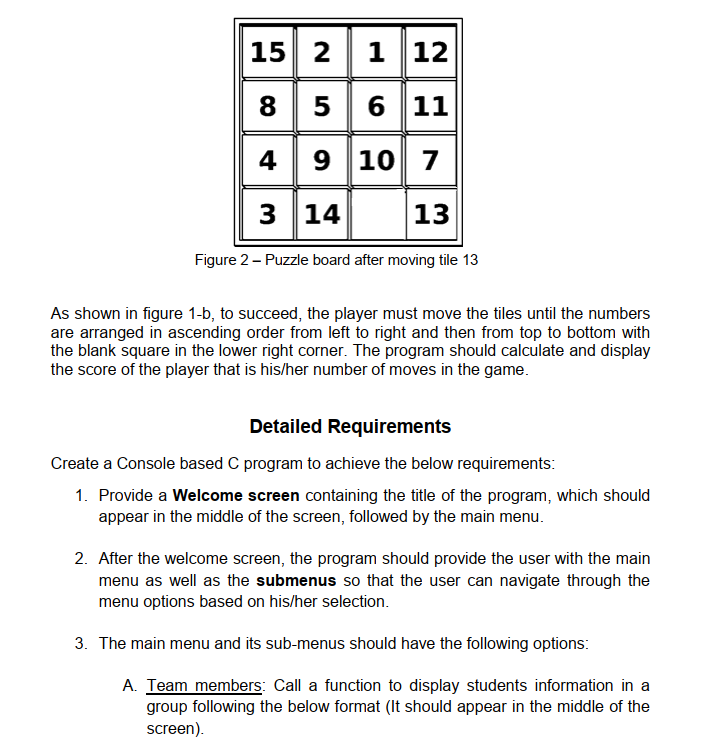 15 2 1 12
8 5 6 11
4 9 10 7
3 14 13
Figure 2 – Puzzle board after moving tile 13
As shown in figure 1-b, to succeed, the player must move the tiles until the numbers
are arranged in ascending order from left to right and then from top to bottom with
the blank square in the lower right corner. The program should calculate and display
the score of the player that is his/her number of moves in the game.
Detailed Requirements
Create a Console based C program to achieve the below requirements:
1. Provide a Welcome screen containing the title of the program, which should
appear in the middle of the screen, followed by the main menu.
2. After the welcome screen, the program should provide the user with the main
menu as well as the submenus so that the user can navigate through the
menu options based on his/her selection.
3. The main menu and its sub-menus should have the following options:
A. Team members: Call a function to display students information in a
group following the below format (It should appear in the middle of the
screen).